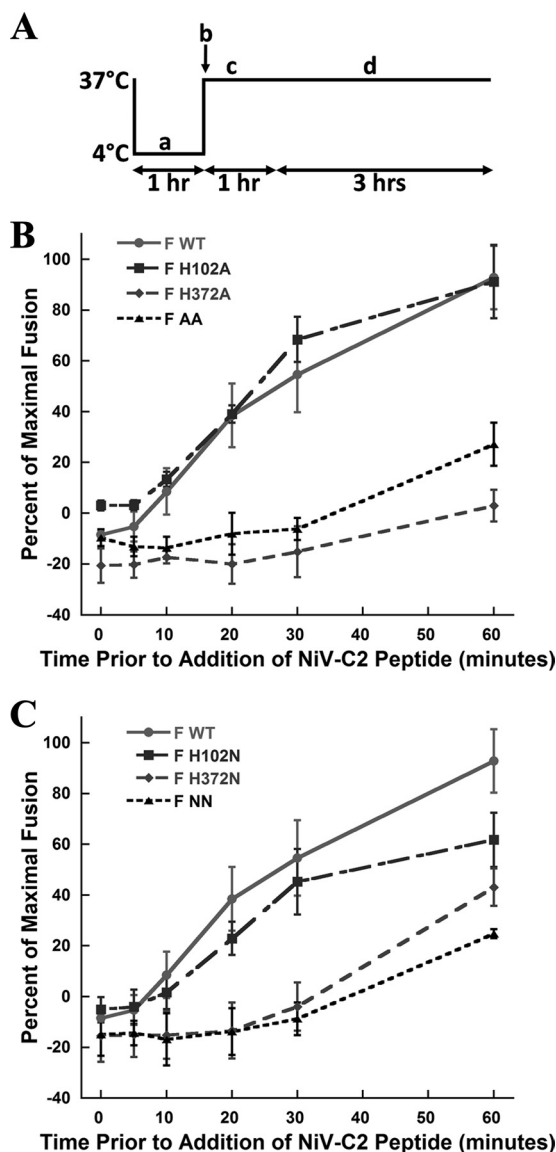 A
b
37°C
c
d
a
4°C
1 hr
1 hr
3 hrs
B
F WT
F H102A
F H372A
F AA
Percent of Maximal Fusion
100
80
60
40
20
0
-20
-40
0
10
20
30
40
50
60
Time Prior to Addition of NiV-C2 Peptide (minutes)
C
F WT
F H102N
F H372N
F NN
Percent of Maximal Fusion
100
80
60
40
20
0
-20
-40
0
10
20
30
40
50
60
Time Prior to Addition of NiV-C2 Peptide (minutes)